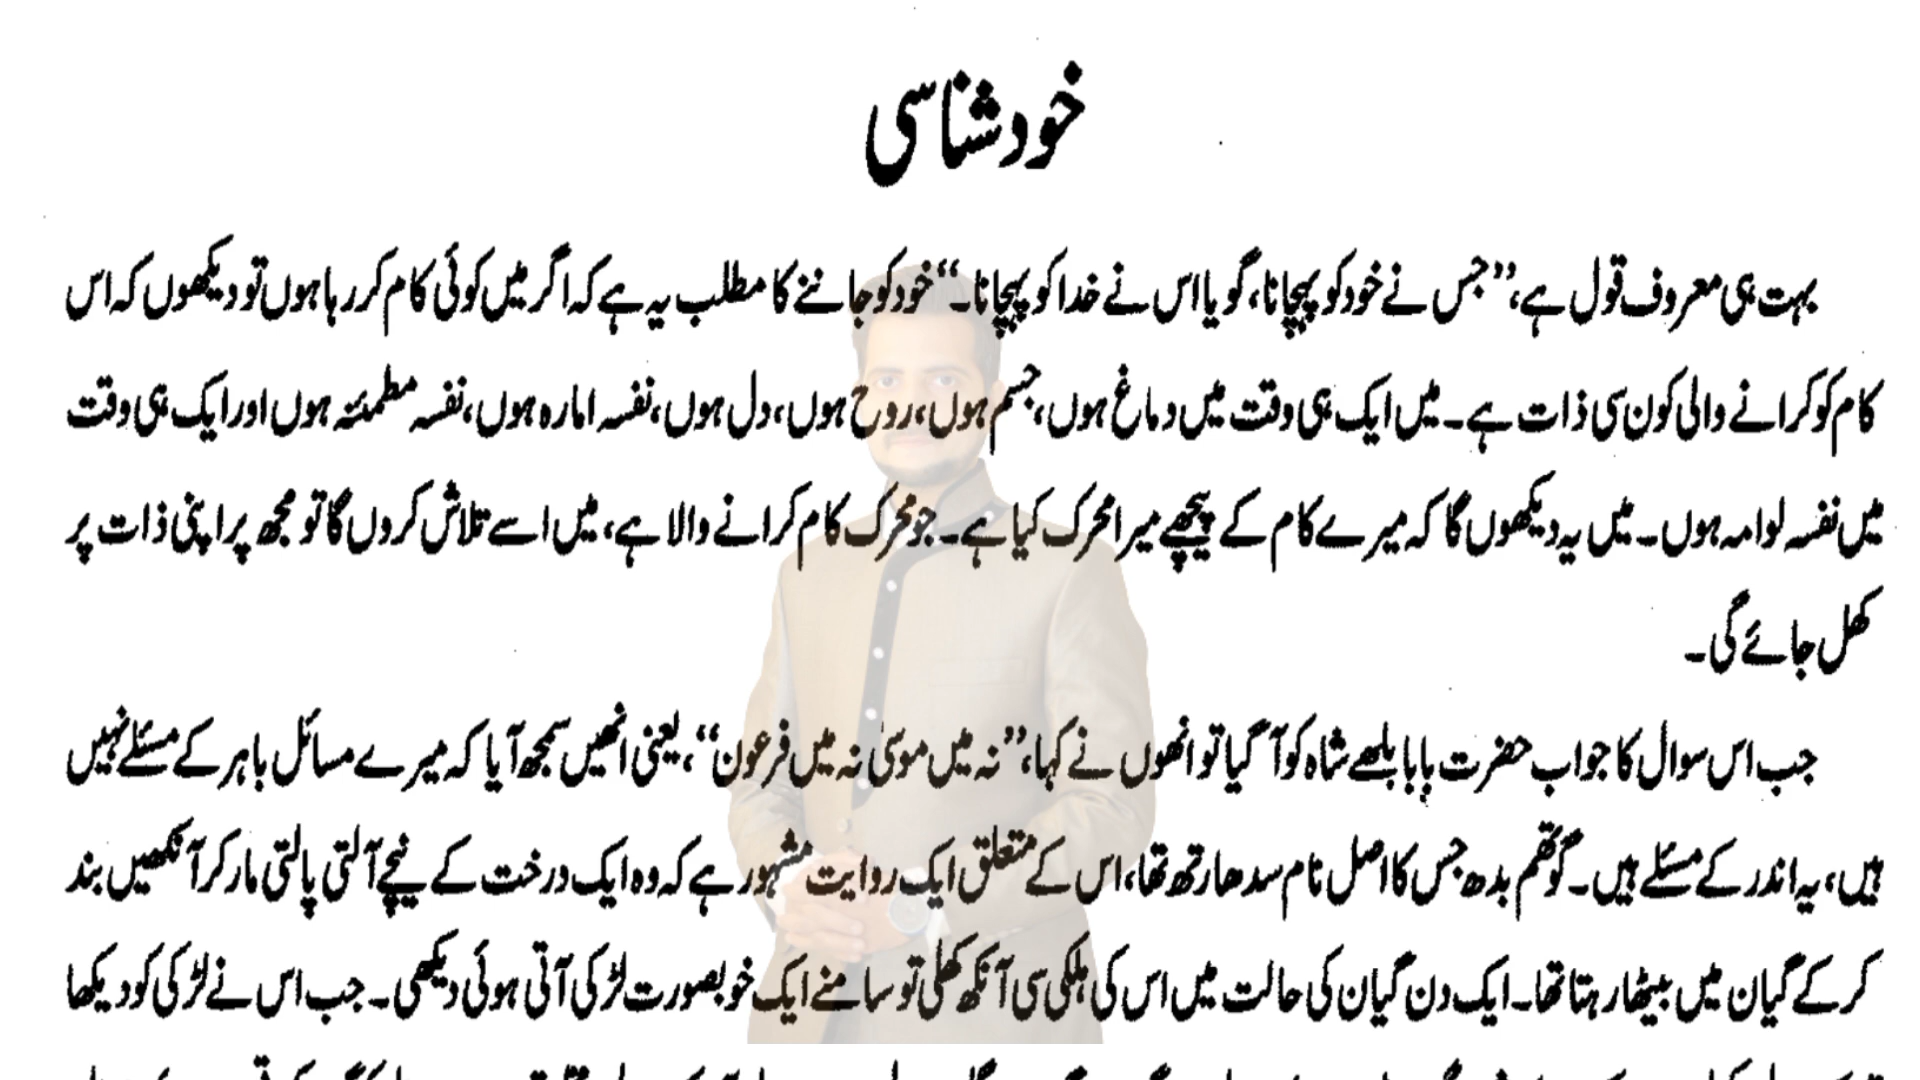 خود شناسی
بہت ہی معروف قول ہے، ’’جس نے خود کو پہچانا، گویا اس نے خدا کو پہچانا۔‘‘ خود کو جاننے کا مطلب یہ ہے کہ اگر میں کوئی کام کر رہا ہوں تو دیکھوں کہ اس
کام کو کرانے والی کون سی ذات ہے۔ میں ایک ہی وقت میں دماغ ہوں، جسم ہوں، روح ہوں، دل ہوں، نفسہ امارہ ہوں، نفسہ مطمئنہ ہوں اور ایک ہی وقت
میں نفسہ لوامہ ہوں۔ میں یہ دیکھوں گا کہ میرے کام کے پیچھے میرا محرک کیا ہے۔ جو محرک کام کرانے والا ہے، میں اسے تلاش کروں گا تو مجھ پر اپنی ذات پر
کھل جائے گی۔
جب اس سوال کا جواب حضرت بابا بلھے شاہ کو آ گیا تو انھوں نے کہا، ’’نہ میں موسیٰ نہ میں فرعون‘‘، یعنی انھیں سمجھ آیا کہ میرے مسائل باہر کے مسئلے نہیں
ہیں، یہ اندر کے مسئلے ہیں۔ گوتھم بدھ جس کا اصل نام سدھارتھ تھا، اس کے متعلق ایک روایت مشہور ہے کہ وہ ایک درخت کے نیچے آلتی پالتی مار کر آنکھیں بند
کر کے گیان میں بیٹھا رہتا تھا۔ ایک دن گیان کی حالت میں اس کی ہلکی سی آنکھ کھلی تو سامنے ایک خوبصورت لڑکی آتی ہوئی دیکھی۔ جب اس نے لڑکی کو دیکھا